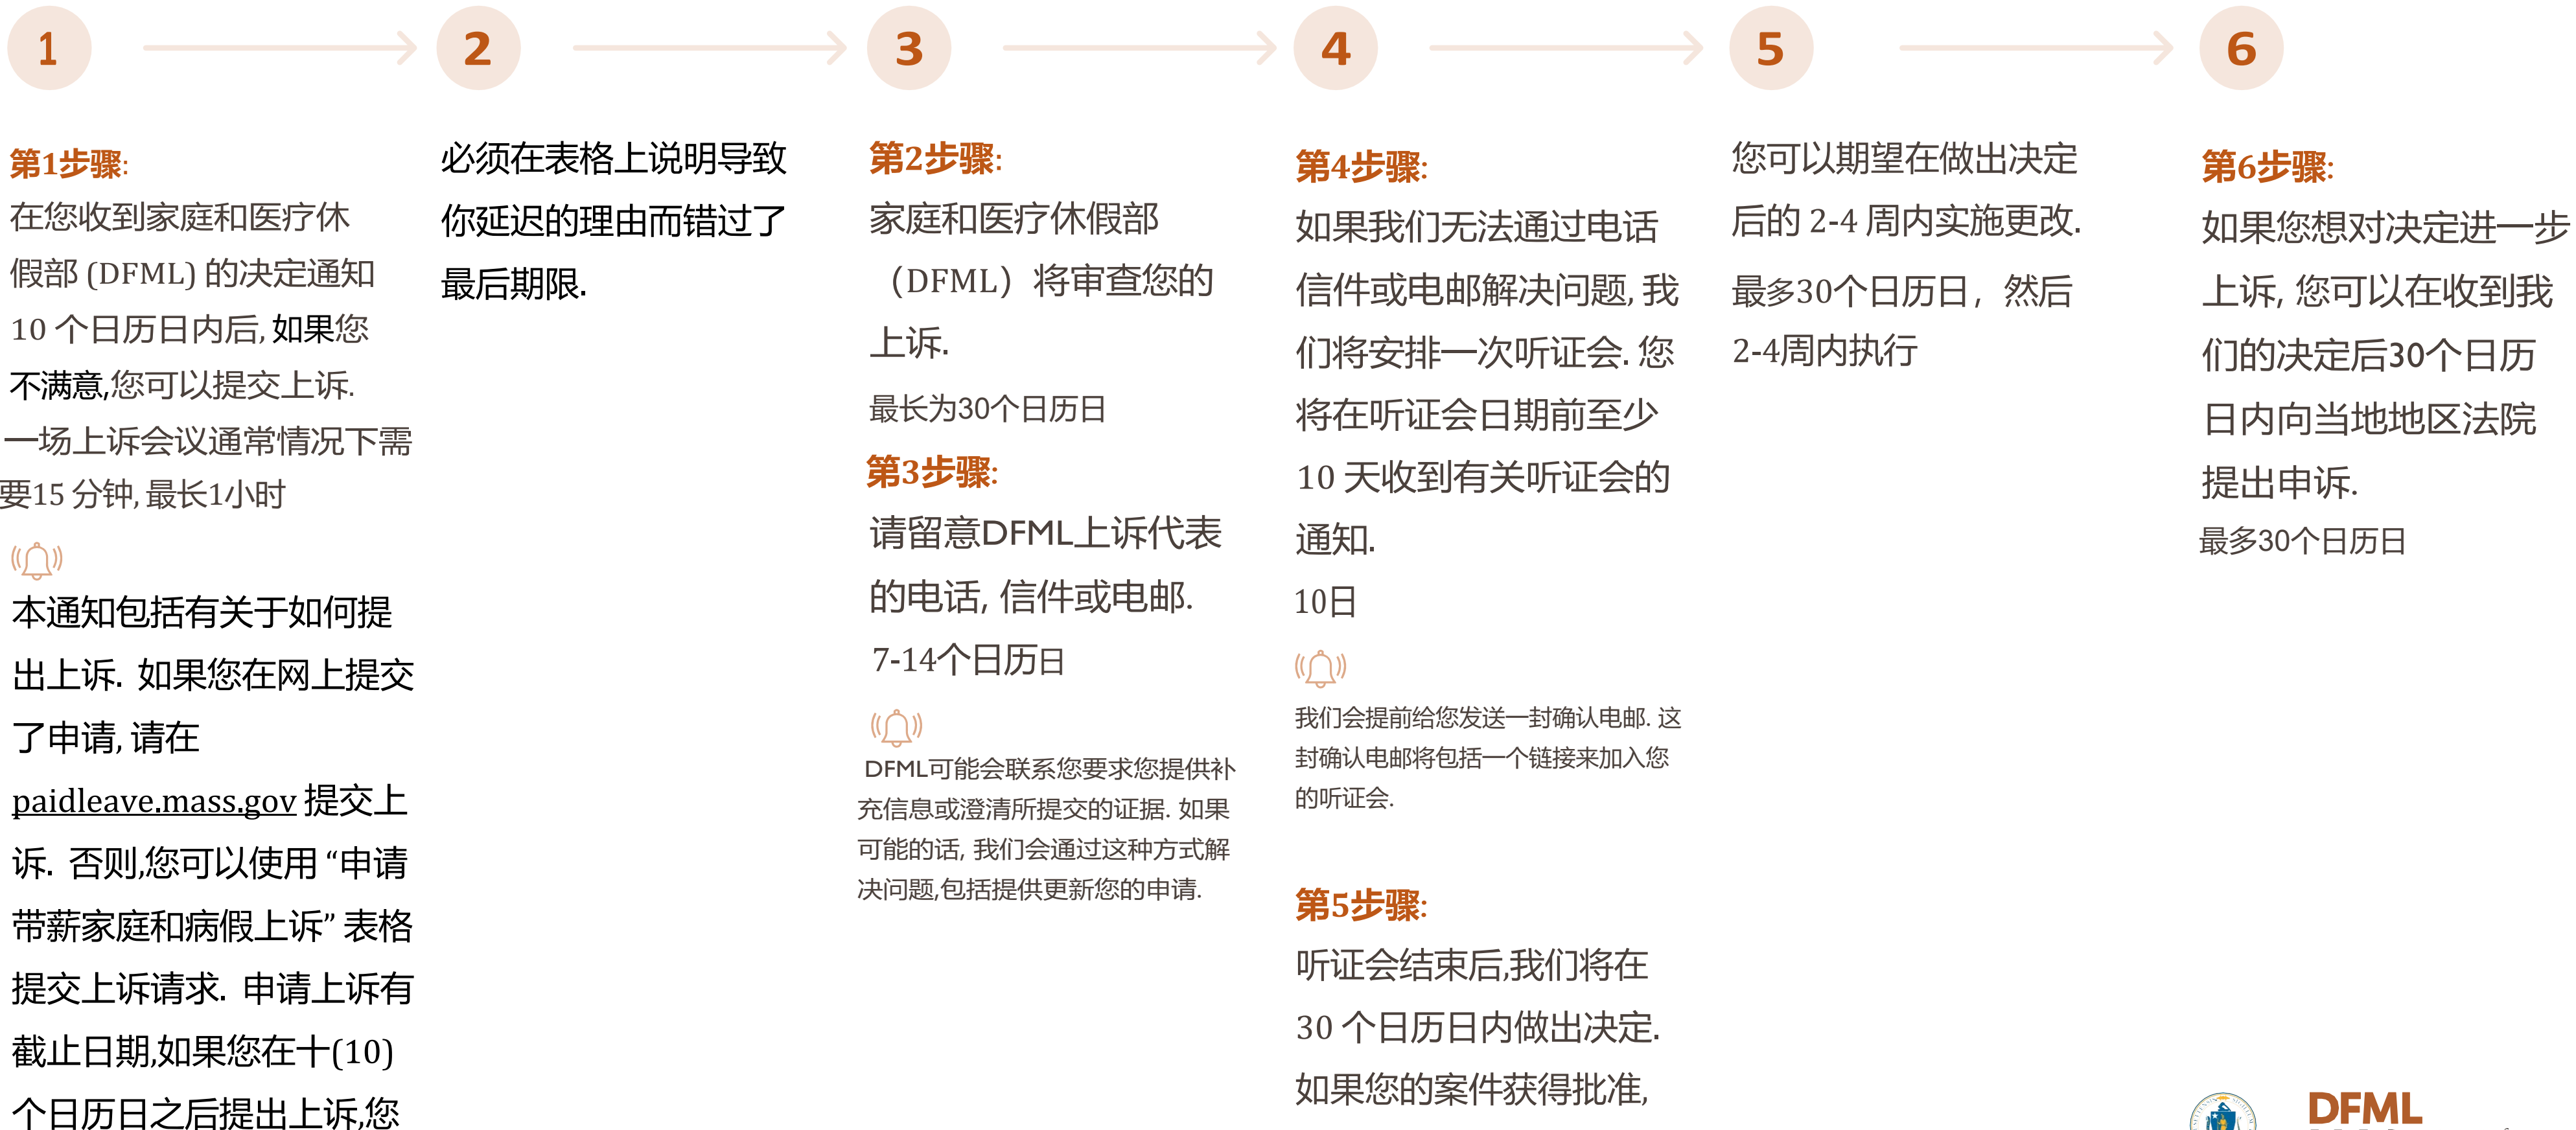 1
2
3
4
5
6
第1步骤:
在您收到家庭和医疗休
假部 (DFML) 的决定通知
10 个日历日内后, 如果您
不满意,您可以提交上诉.
一场上诉会议通常情况下需
要15 分钟, 最长1小时
本通知包括有关于如何提
出上诉. 如果您在网上提交
了申请, 请在
paidleave.mass.gov 提交上
诉. 否则,您可以使用 “申请
带薪家庭和病假上诉” 表格
提交上诉请求. 申请上诉有
截止日期,如果您在十(10)
个日历日之后提出上诉,您
必须在表格上说明导致
你延迟的理由而错过了
最后期限.
第2步骤:
家庭和医疗休假部
（DFML）将审查您的
上诉.
最长为30个日历日
第3步骤:
请留意DFML上诉代表
的电话, 信件或电邮.
7-14个日历日
DFML可能会联系您要求您提供补
充信息或澄清所提交的证据. 如果
可能的话, 我们会通过这种方式解
决问题,包括提供更新您的申请.
第4步骤:
如果我们无法通过电话
信件或电邮解决问题, 我
们将安排一次听证会. 您
将在听证会日期前至少
10 天收到有关听证会的
通知.
10日
我们会提前给您发送一封确认电邮. 这
封确认电邮将包括一个链接来加入您
的听证会.
第5步骤:
听证会结束后,我们将在
30 个日历日内做出决定.
如果您的案件获得批准,
您可以期望在做出决定
后的 2-4 周内实施更改.
最多30个日历日，然后
2-4周内执行
第6步骤:
如果您想对决定进一步
上诉, 您可以在收到我
们的决定后30个日历
日内向当地地区法院
提出申诉.
最多30个日历日
DFML